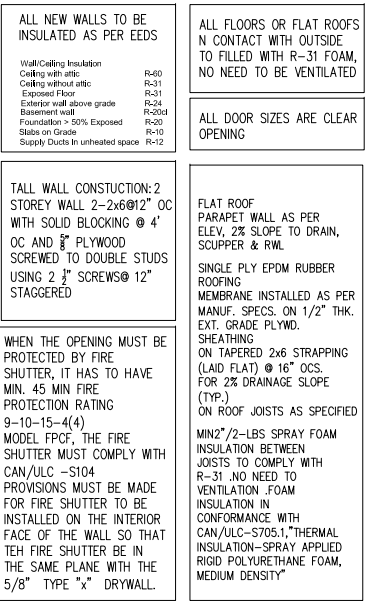 ALL NEW WALLS TO BE
INSULATED AS PER EEDS
Wall/Ceiling Insulation
Ceiling with attic R-60
Ceiling without attic R-31
Exposed Floor R-31
Exterior wall above grade R-24
Basement wall R-20ci
Foundation > 50% Exposed R-20
Slabs on Grade R-10
Supply Ducts In unheated space R-12
TALL WALL CONSTUCTION: 2
STOREY WALL 2-2x6@12" OC
WITH SOLID BLOCKING @ 4'
OC AND 5/8" PLYWOOD
SCREWED TO DOUBLE STUDS
USING 2 1/2" SCREWS@ 12"
STAGGERED
WHEN THE OPENING MUST BE
PROTECTED BY FIRE
SHUTTER, IT HAS TO HAVE
MIN. 45 MIN FIRE
PROTECTION RATING
9-10-15-4(4)
MODEL FPCF, THE FIRE
SHUTTER MUST COMPLY WITH
CAN/ULC -S104
PROVISIONS MUST BE MADE
FOR FIRE SHUTTER TO BE
INSTALLED ON THE INTERIOR
FACE OF THE WALL SO THAT
TEH FIRE SHUTTER BE IN
THE SAME PLANE WITH THE
5/8" TYPE "x" DRYWALL.
ALL FLOORS OR FLAT ROOFS
N CONTACT WITH OUTSIDE
TO FILLED WITH R-31 FOAM,
NO NEED TO BE VENTILATED
ALL DOOR SIZES ARE CLEAR
OPENING
FLAT ROOF
PARAPET WALL AS PER
ELEV, 2% SLOPE TO DRAIN,
SCUPPER & RWL
SINGLE PLY EPDM RUBBER
ROOFING
MEMBRANE INSTALLED AS PER
MANUF. SPECS. ON 1/2" THK.
EXT. GRADE PLYWD.
SHEATHING
ON TAPERED 2x6 STRAPPING
(LAID FLAT) @ 16" OCS.
FOR 2% DRAINAGE SLOPE
(TYP.)
ON ROOF JOISTS AS SPECIFIED
MIN2"/2-LBS SPRAY FOAM
INSULATION BETWEEN
JOISTS TO COMPLY WITH
R-31 .NO NEED TO
VENTILATION .FOAM
INSULATION IN
CONFORMANCE WITH
CAN/ULC-S705.1,"THERMAL
INSULATION-SPRAY APPLIED
RIGID POLYURETHANE FOAM,
MEDIUM DENSITY"